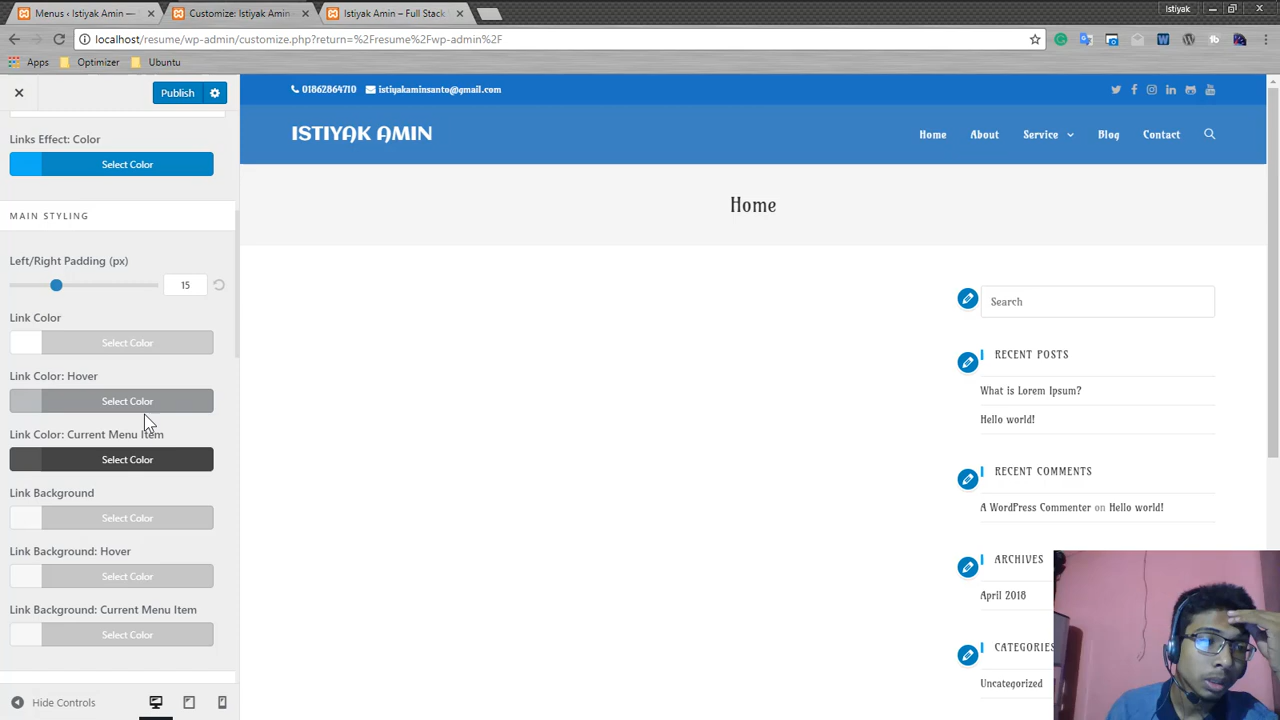 Menus ‹ Istiyak Amin —
Customize: Istiyak Amin
Istiyak Amin – Full Stack
Istiyak
localhost/resume/wp-admin/customize.php?return=%2Fresume%2Fwp-admin%2F
Apps
Optimizer
Ubuntu
Publish
Links Effect: Color
Select Color
MAIN STYLING
Left/Right Padding (px)
15
Link Color
Select Color
Link Color: Hover
Select Color
Link Color: Current Menu Item
Select Color
Link Background
Select Color
Link Background: Hover
Select Color
Link Background: Current Menu Item
Select Color
Hide Controls
01862864710 istiyakaminsanto@gmail.com
ISTIYAK AMIN
Home About Service Blog Contact
Home
Search
RECENT POSTS
What is Lorem Ipsum?
Hello world!
RECENT COMMENTS
A WordPress Commenter on Hello world!
ARCHIVES
April 2018
CATEGORIES
Uncategorized